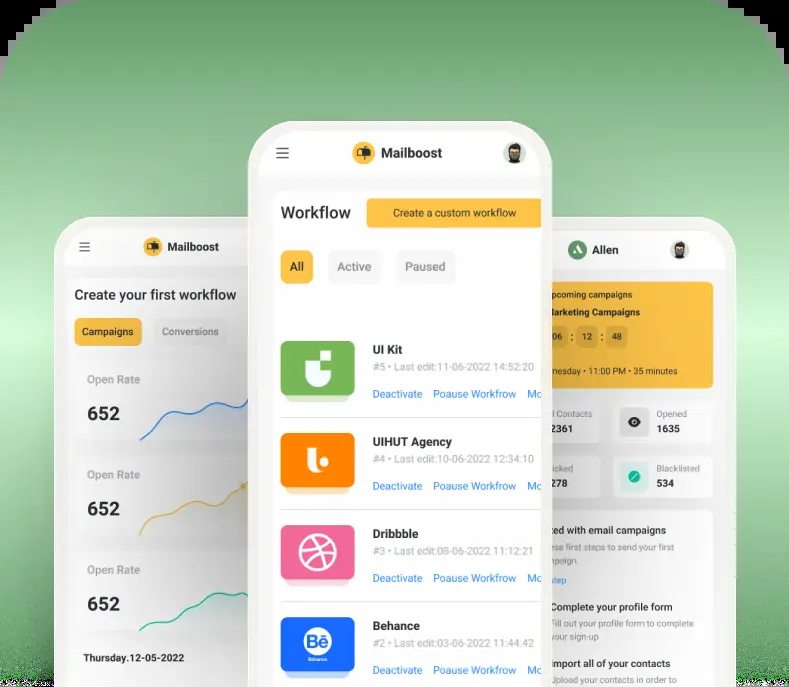 Mailboost
Create your first workflow
Campaigns
Conversions
Open Rate
652
Open Rate
652
Open Rate
652
Thursday.12-05-2022
Mailboost
Workflow
Create a custom workflow
All
Active
Paused
UI Kit
#5 • Last edit:11-06-2022 14:52:20
Deactivate Poause Workfrow Mo
UIHUT Agency
#4 • Last edit:10-06-2022 12:34:10
Deactivate Poause Workfrow Mo
Dribbble
#3 • Last edit:08-06-2022 11:12:21
Deactivate Poause Workfrow Mo
Bē
Behance
Behance
#2 • Last edit:03-06-2022 11:44:42
Deactivate Poause Workfrow Mo
Allen
pcoming campaigns
arketing Campaigns
06 : 12 : 48
nesday • 11:00 PM • 35 minutes
l Contacts
2361
Opened
1635
icked
278
Blacklisted
534
ted with email campaigns
ese first steps to send your first
mpeign.
step
Complete your profile form
Fill out your profile form to complete
your sign-up
mport all of your contacts
Upload your contacts in order to